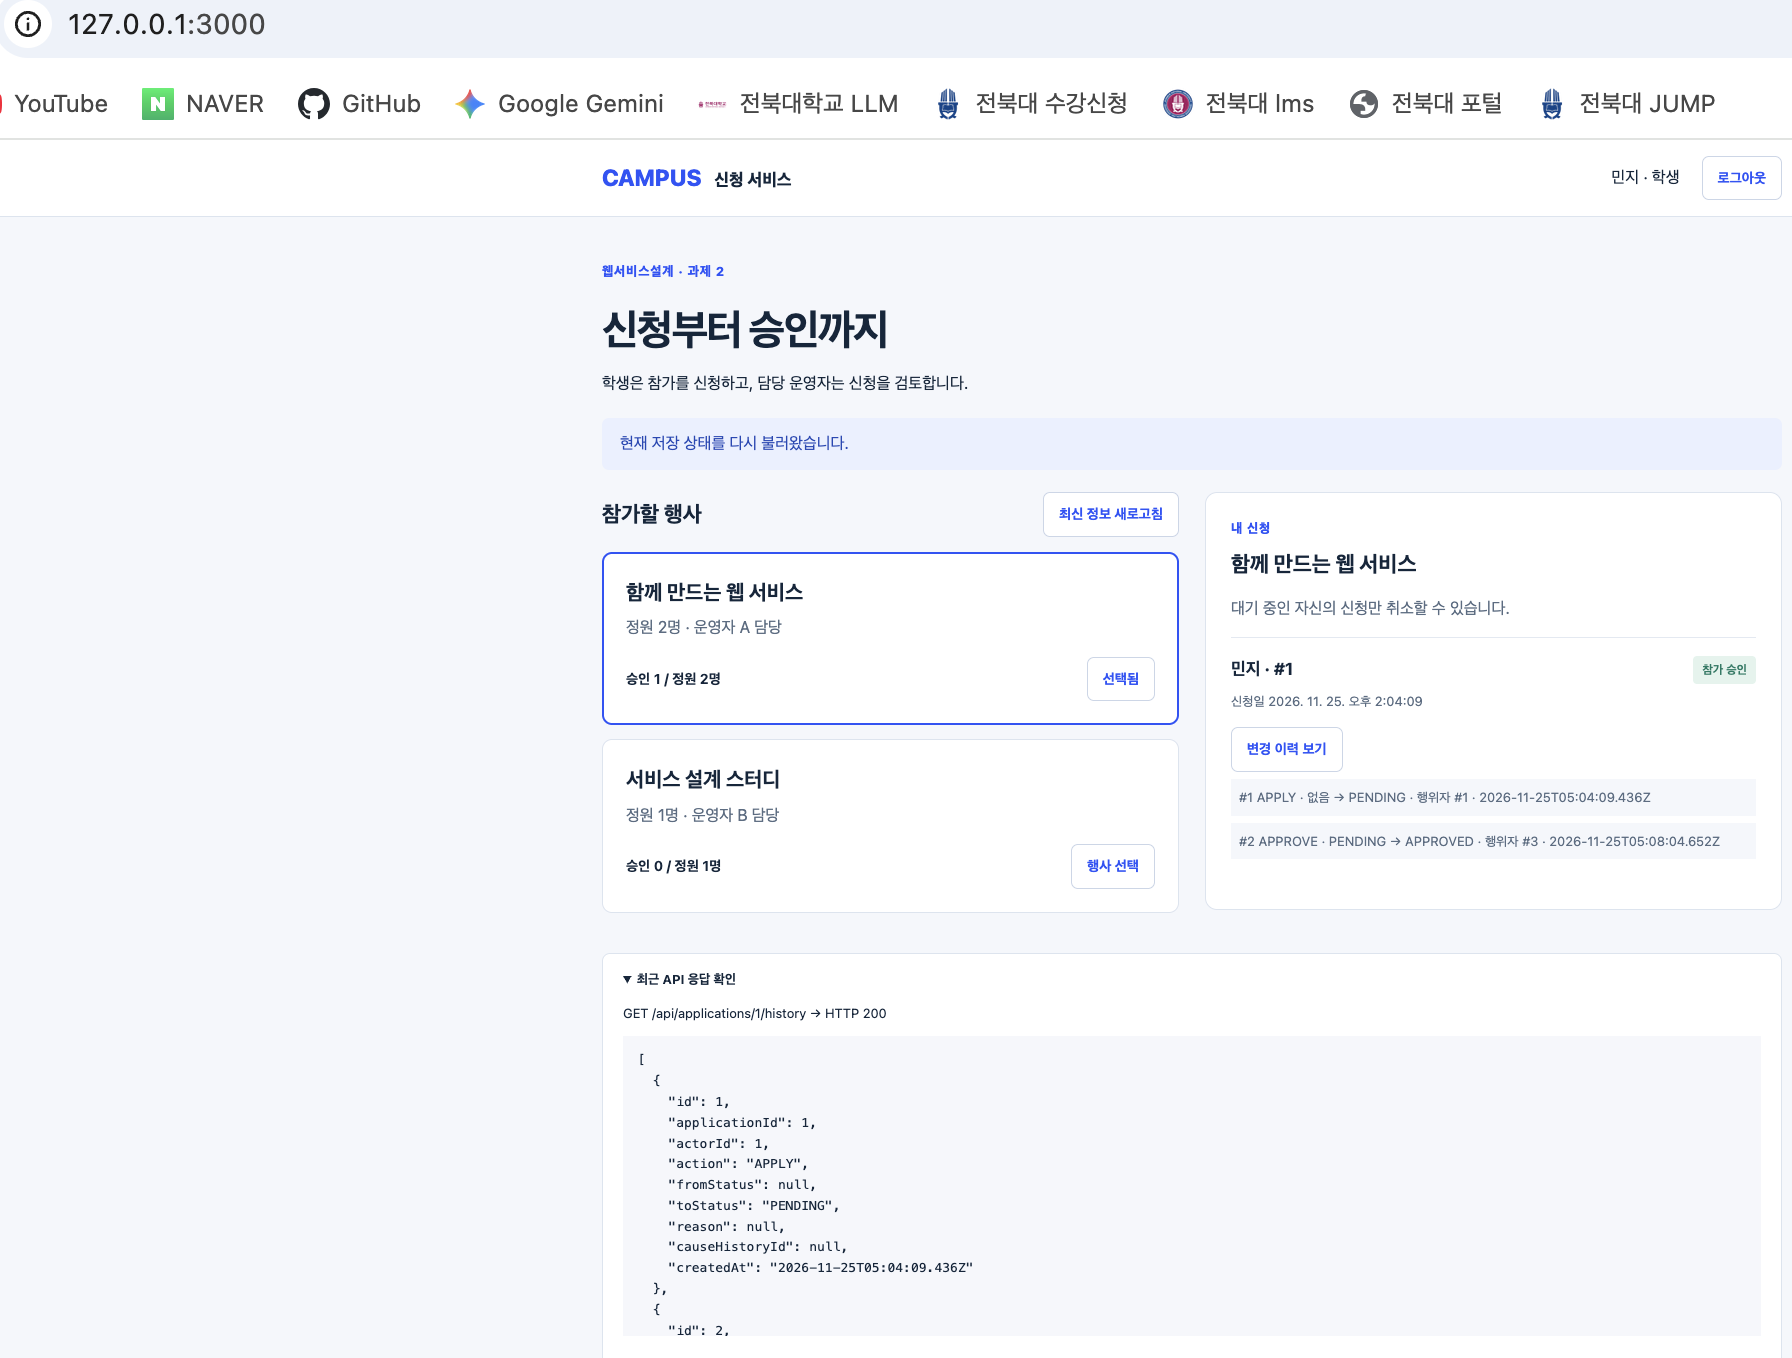 127.0.0.1:3000
YouTube NAVER GitHub Google Gemini 전북대학교 LLM 전북대 수강신청 전북대 lms 전북대 포털 전북대 JUMP
CAMPUS 신청 서비스
민지 · 학생 로그아웃
웹서비스설계 · 과제 2
신청부터 승인까지
학생은 참가를 신청하고, 담당 운영자는 신청을 검토합니다.
현재 저장 상태를 다시 불러왔습니다.
참가할 행사 최신 정보 새로고침
함께 만드는 웹 서비스
정원 2명 · 운영자 A 담당
승인 1 / 정원 2명 선택됨
서비스 설계 스터디
정원 1명 · 운영자 B 담당
승인 0 / 정원 1명 행사 선택
내 신청
함께 만드는 웹 서비스
대기 중인 자신의 신청만 취소할 수 있습니다.
민지 · #1 참가 승인
신청일 2026. 11. 25. 오후 2:04:09
변경 이력 보기
#1 APPLY · 없음 → PENDING · 행위자 #1 · 2026-11-25T05:04:09.436Z
#2 APPROVE · PENDING → APPROVED · 행위자 #3 · 2026-11-25T05:08:04.652Z
▼ 최근 API 응답 확인
GET /api/applications/1/history → HTTP 200
[
{
"id": 1,
"applicationId": 1,
"actorId": 1,
"action": "APPLY",
"fromStatus": null,
"toStatus": "PENDING",
"reason": null,
"causeHistoryId": null,
"createdAt": "2026-11-25T05:04:09.436Z"
},
{
"id": 2,